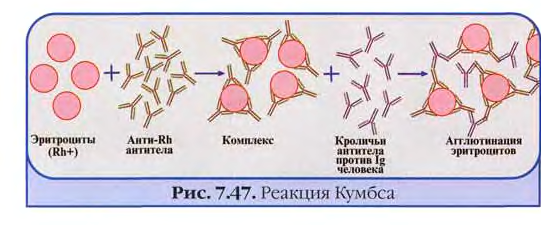 Эритроциты
(Rh+)
Анти-Rh
антитела
Комплекс
Кроличьи
антитела
против Ig
человека
Агглютинация
эритроцитов
Рис. 7.47. Реакция Кумбса